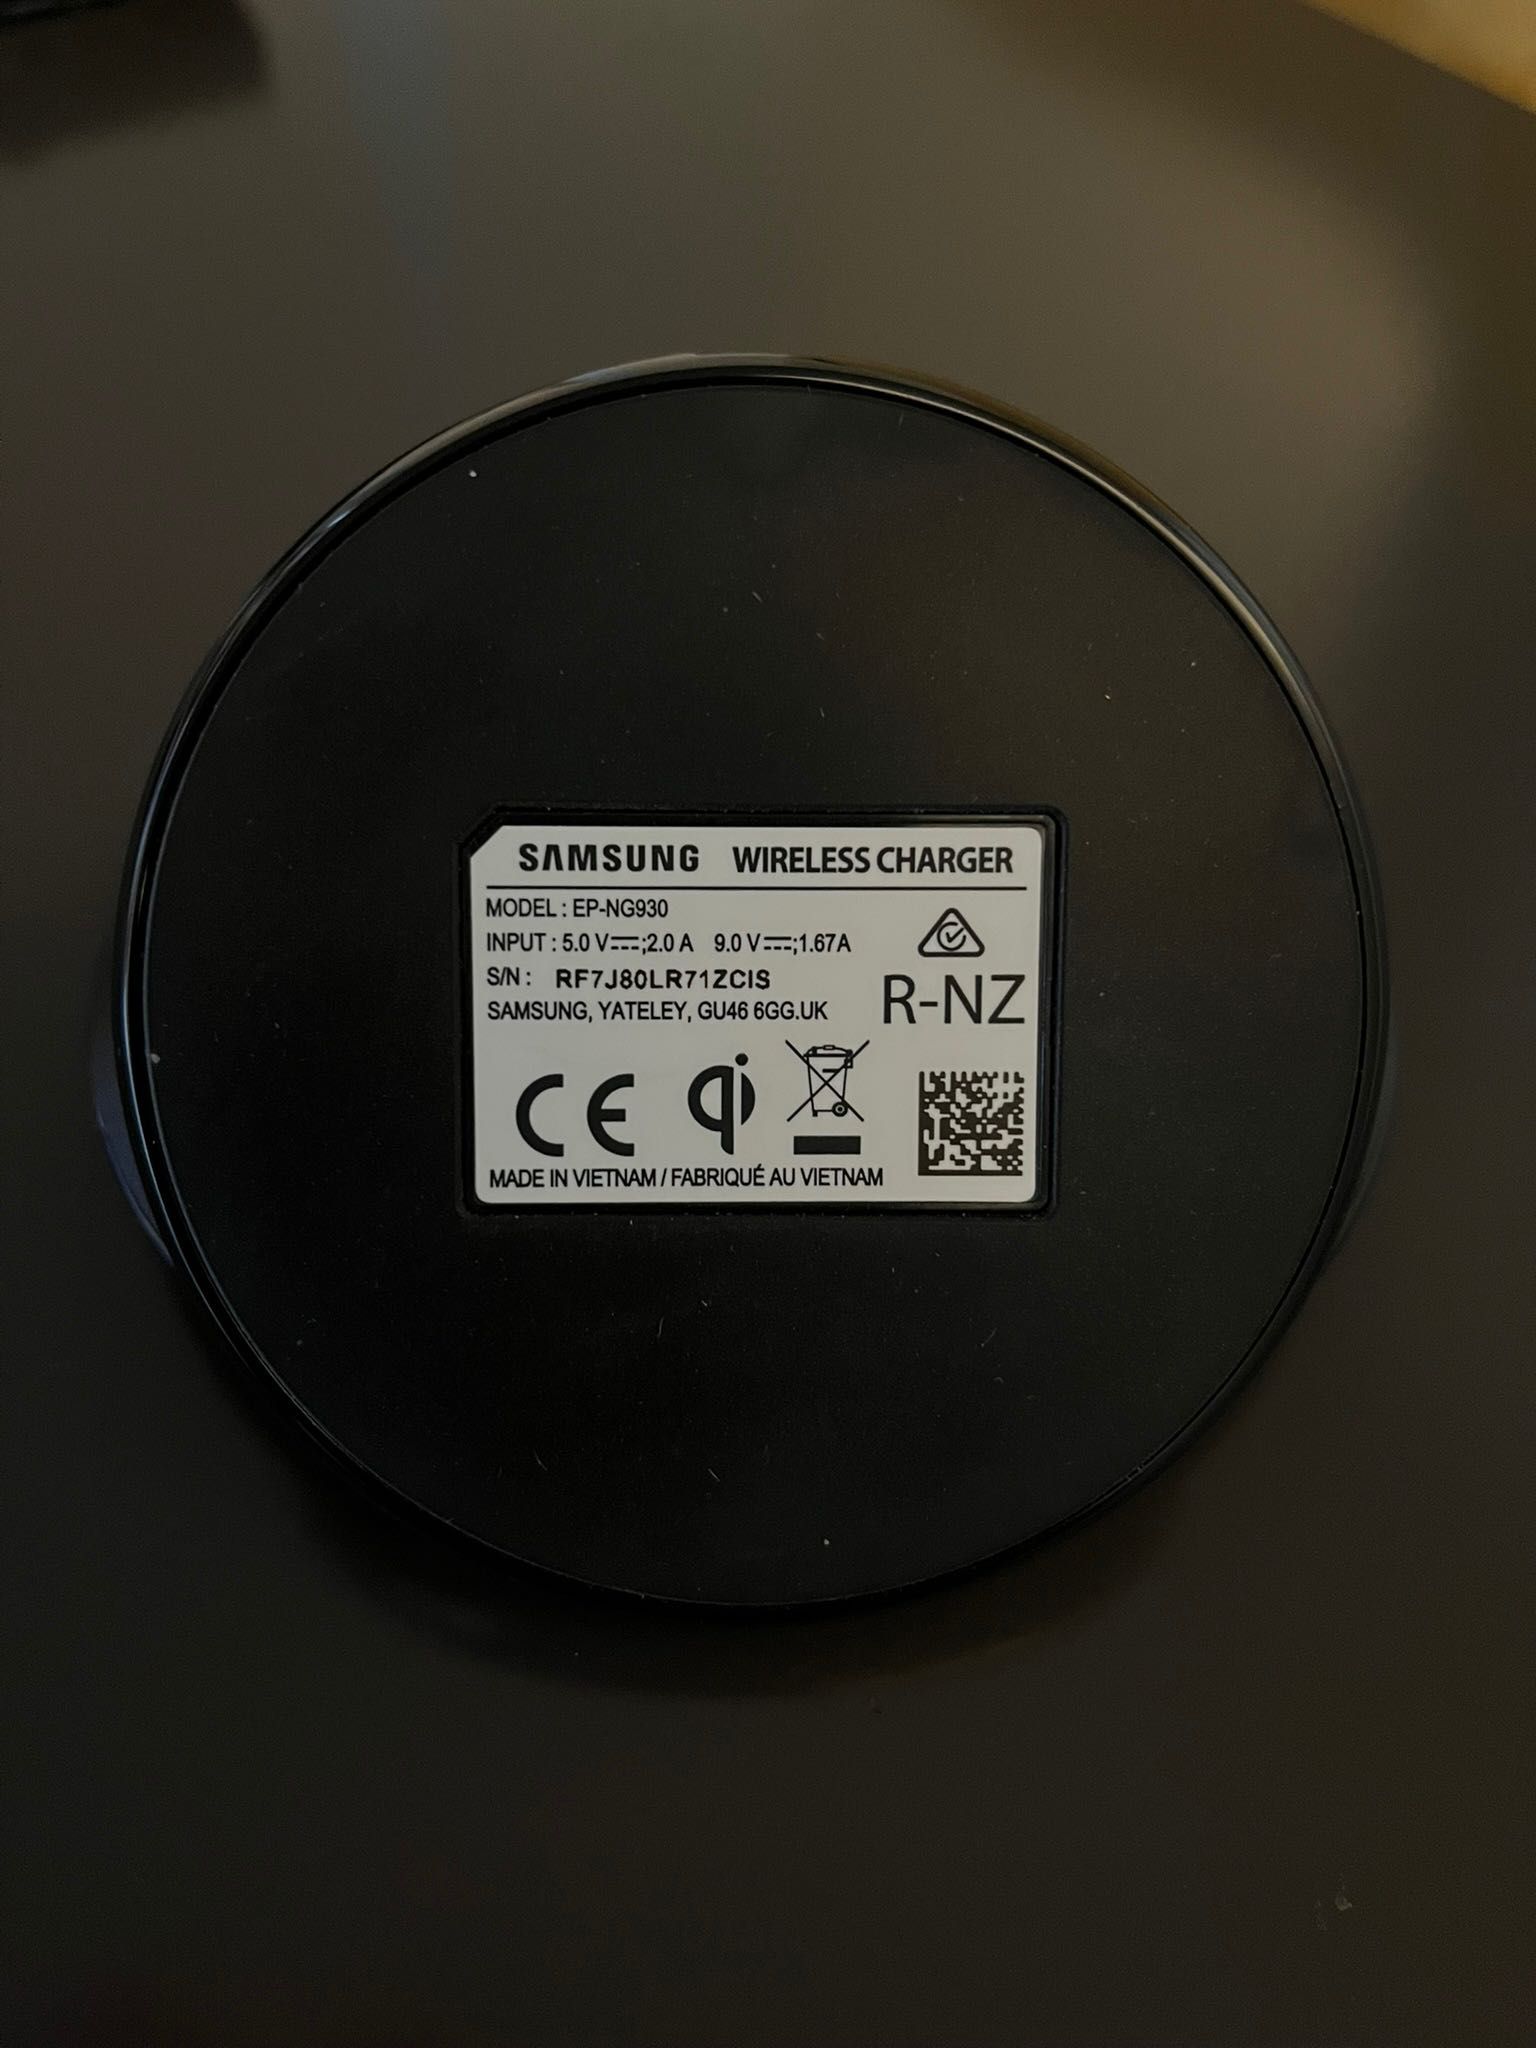 SAMSUNG WIRELESS CHARGER
MODEL : EP-NG930
INPUT : 5.0 V⎓;2.0 A 9.0 V⎓;1.67A
S/N : RF7J80LR71ZCIS
SAMSUNG, YATELEY, GU46 6GG.UK
R-NZ
CE qi
MADE IN VIETNAM / FABRIQUÉ AU VIETNAM